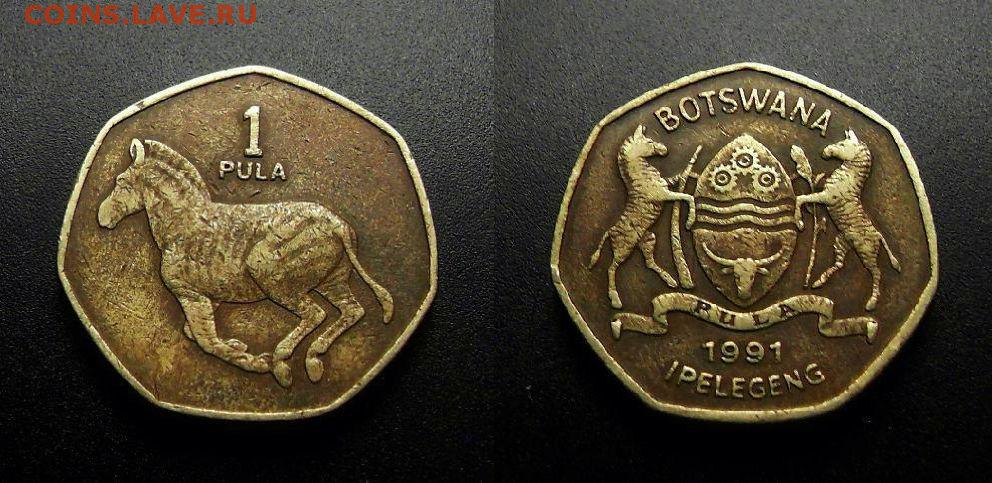 COINS.LAVE.RU
1
PULA
BOTSWANA
PULA
1991
IPELEGENG